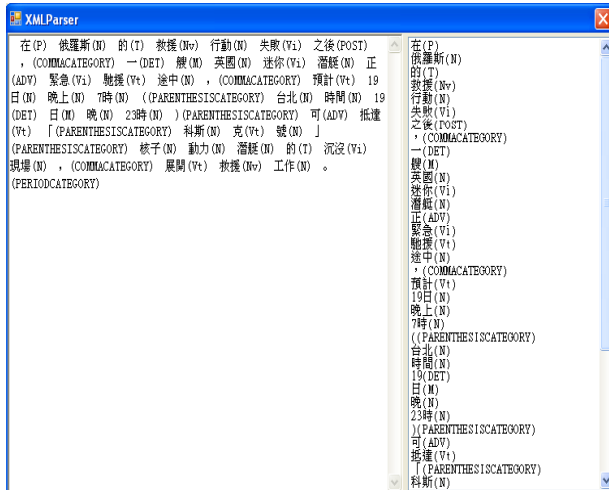 XMLParser
在(P) 俄羅斯(N) 的(T) 救援(Nv) 行動(N) 失敗(Vi) 之後(POST)
，(COMMACATEGORY) 一(DET) 艘(M) 英國(N) 迷你(Vi) 潛艇(N) 正
(ADV) 緊急(Vi) 馳援(Vt) 途中(N) ，(COMMACATEGORY) 預計(Vt) 19
日(N) 晚上(N) 7時(N) ((PARENTHESISCATEGORY) 台北(N) 時間(N) 19
(DET) 日(M) 晚(N) 23時(N) )(PARENTHESISCATEGORY) 可(ADV) 抵達
(Vt) 「(PARENTHESISCATEGORY) 科斯(N) 克(Vt) 號(N) 」
(PARENTHESISCATEGORY) 核子(N) 動力(N) 潛艇(N) 的(T) 沉沒(Vi)
現場(N) ，(COMMACATEGORY) 展開(Vt) 救援(Nv) 工作(N) 。
(PERIODCATEGORY)
在(P)
俄羅斯(N)
的(T)
救援(Nv)
行動(N)
失敗(Vi)
之後(POST)
，(COMMACATEGORY)
一(DET)
艘(M)
英國(N)
迷你(Vi)
潛艇(N)
正(ADV)
緊急(Vi)
馳援(Vt)
途中(N)
，(COMMACATEGORY)
預計(Vt)
19日(N)
晚上(N)
7時(N)
((PARENTHESISCATEGORY)
台北(N)
時間(N)
19(DET)
日(M)
晚(N)
23時(N)
)(PARENTHESISCATEGORY)
可(ADV)
抵達(Vt)
「(PARENTHESISCATEGORY)
科斯(N)